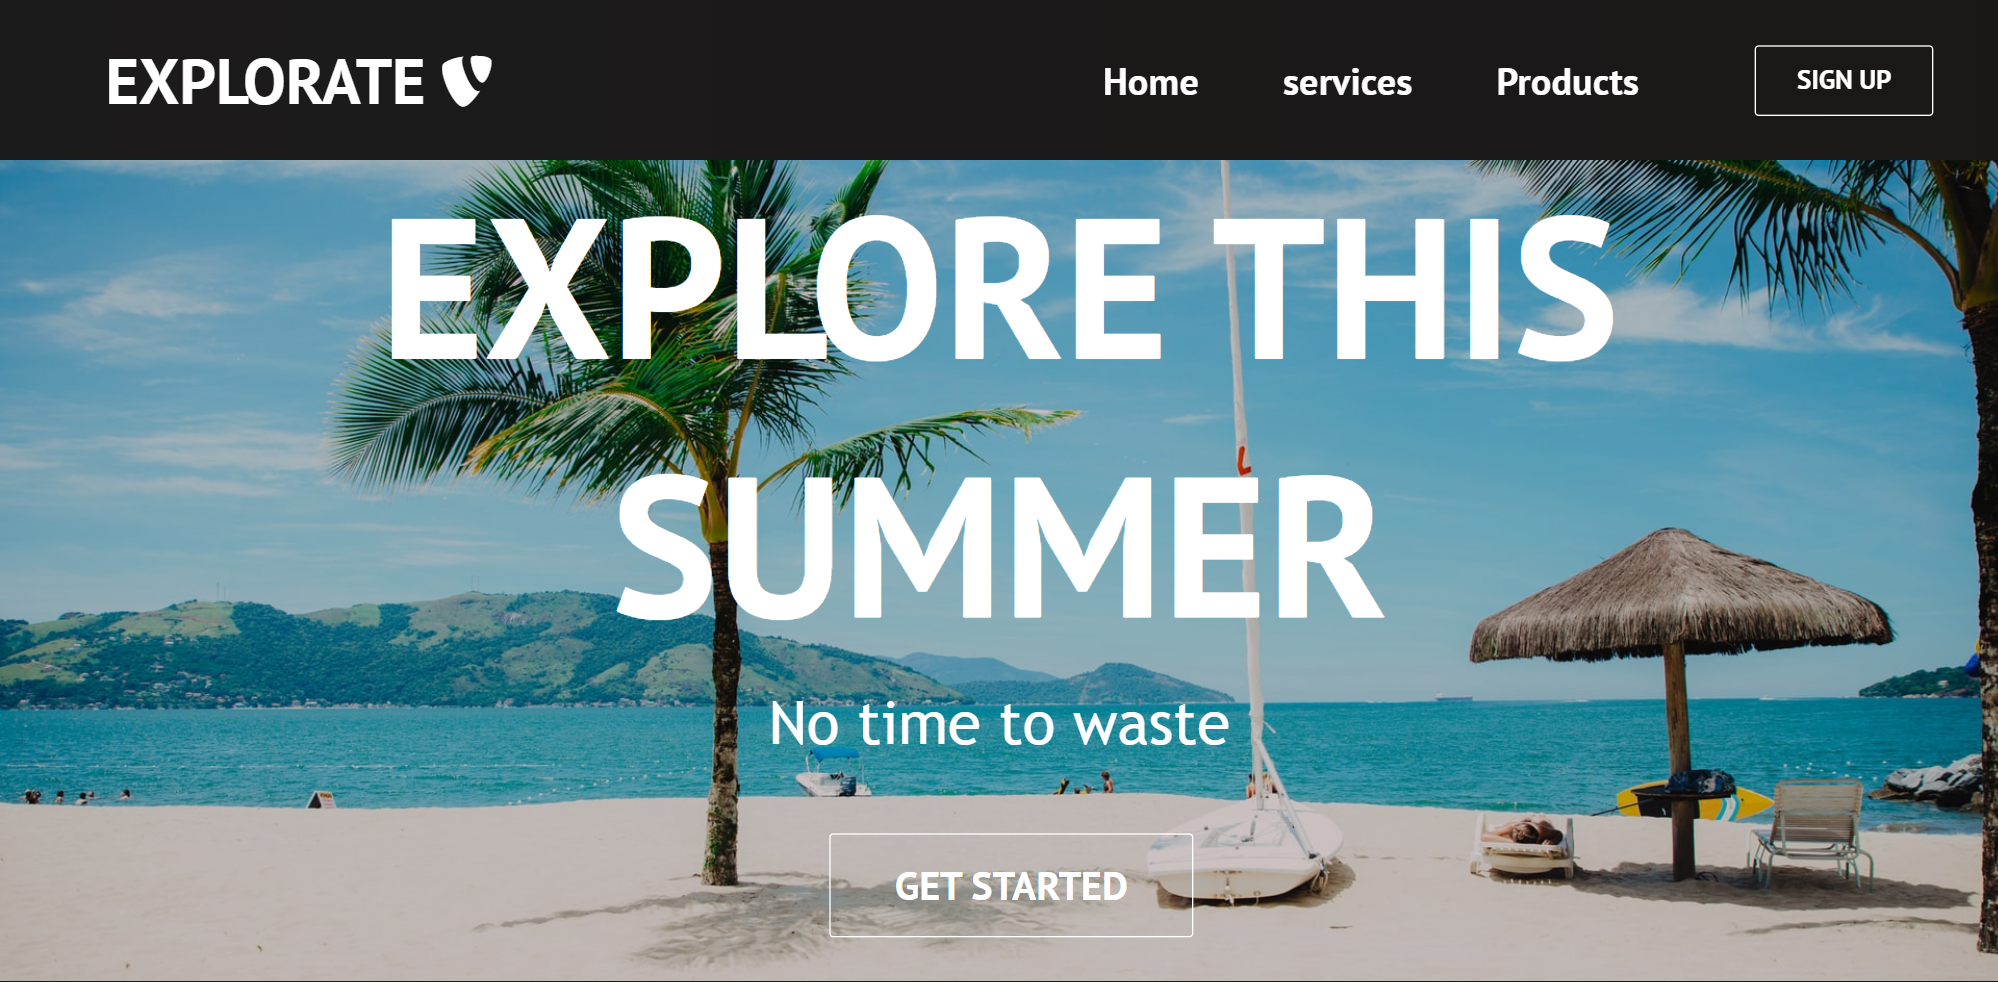 EXPLORATE
Home services Products SIGN UP
EXPLORE THIS
SUMMER
No time to waste
GET STARTED